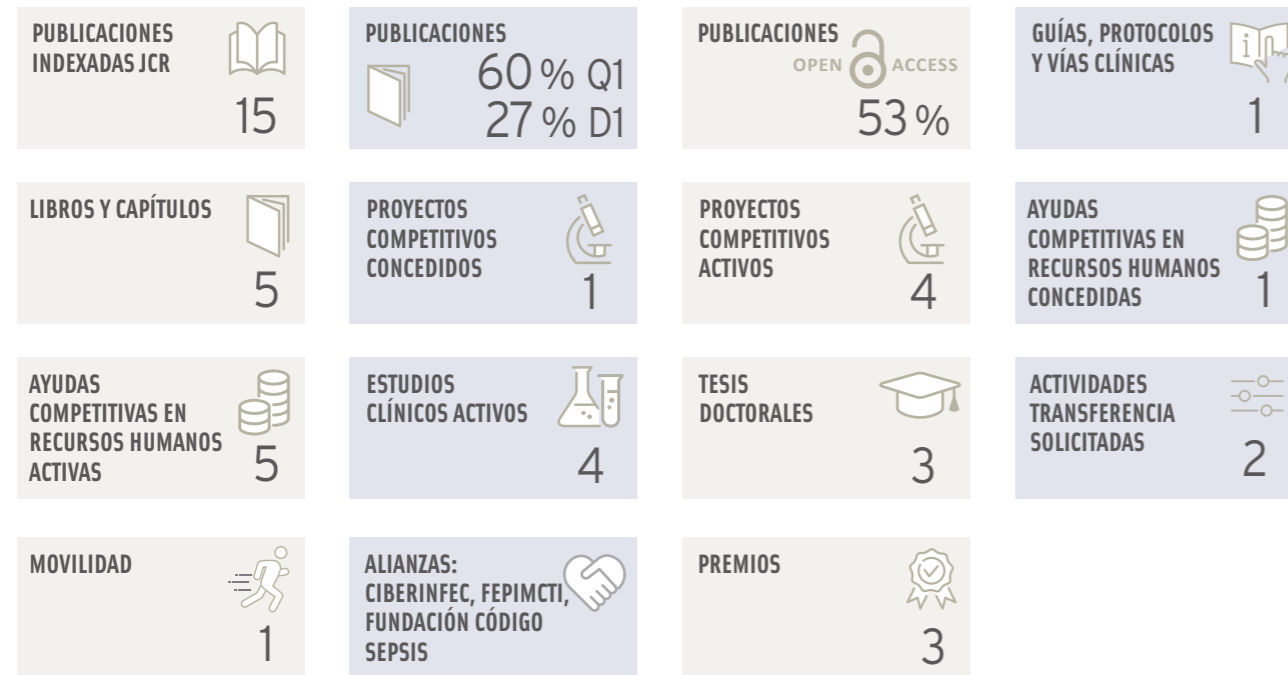 PUBLICACIONES
INDEXADAS JCR
15
PUBLICACIONES
60 % Q1
27 % D1
PUBLICACIONES
OPEN ACCESS
53 %
GUÍAS, PROTOCOLOS
Y VÍAS CLÍNICAS
i
1
LIBROS Y CAPÍTULOS
5
PROYECTOS
COMPETITIVOS
CONCEDIDOS
1
PROYECTOS
COMPETITIVOS
ACTIVOS
4
AYUDAS
COMPETITIVAS EN
RECURSOS HUMANOS
CONCEDIDAS
1
AYUDAS
COMPETITIVAS EN
RECURSOS HUMANOS
ACTIVAS
5
ESTUDIOS
CLÍNICOS ACTIVOS
4
TESIS
DOCTORALES
3
ACTIVIDADES
TRANSFERENCIA
SOLICITADAS
2
MOVILIDAD
1
ALIANZAS:
CIBERINFEC, FEPIMCTI,
FUNDACIÓN CÓDIGO
SEPSIS
PREMIOS
3